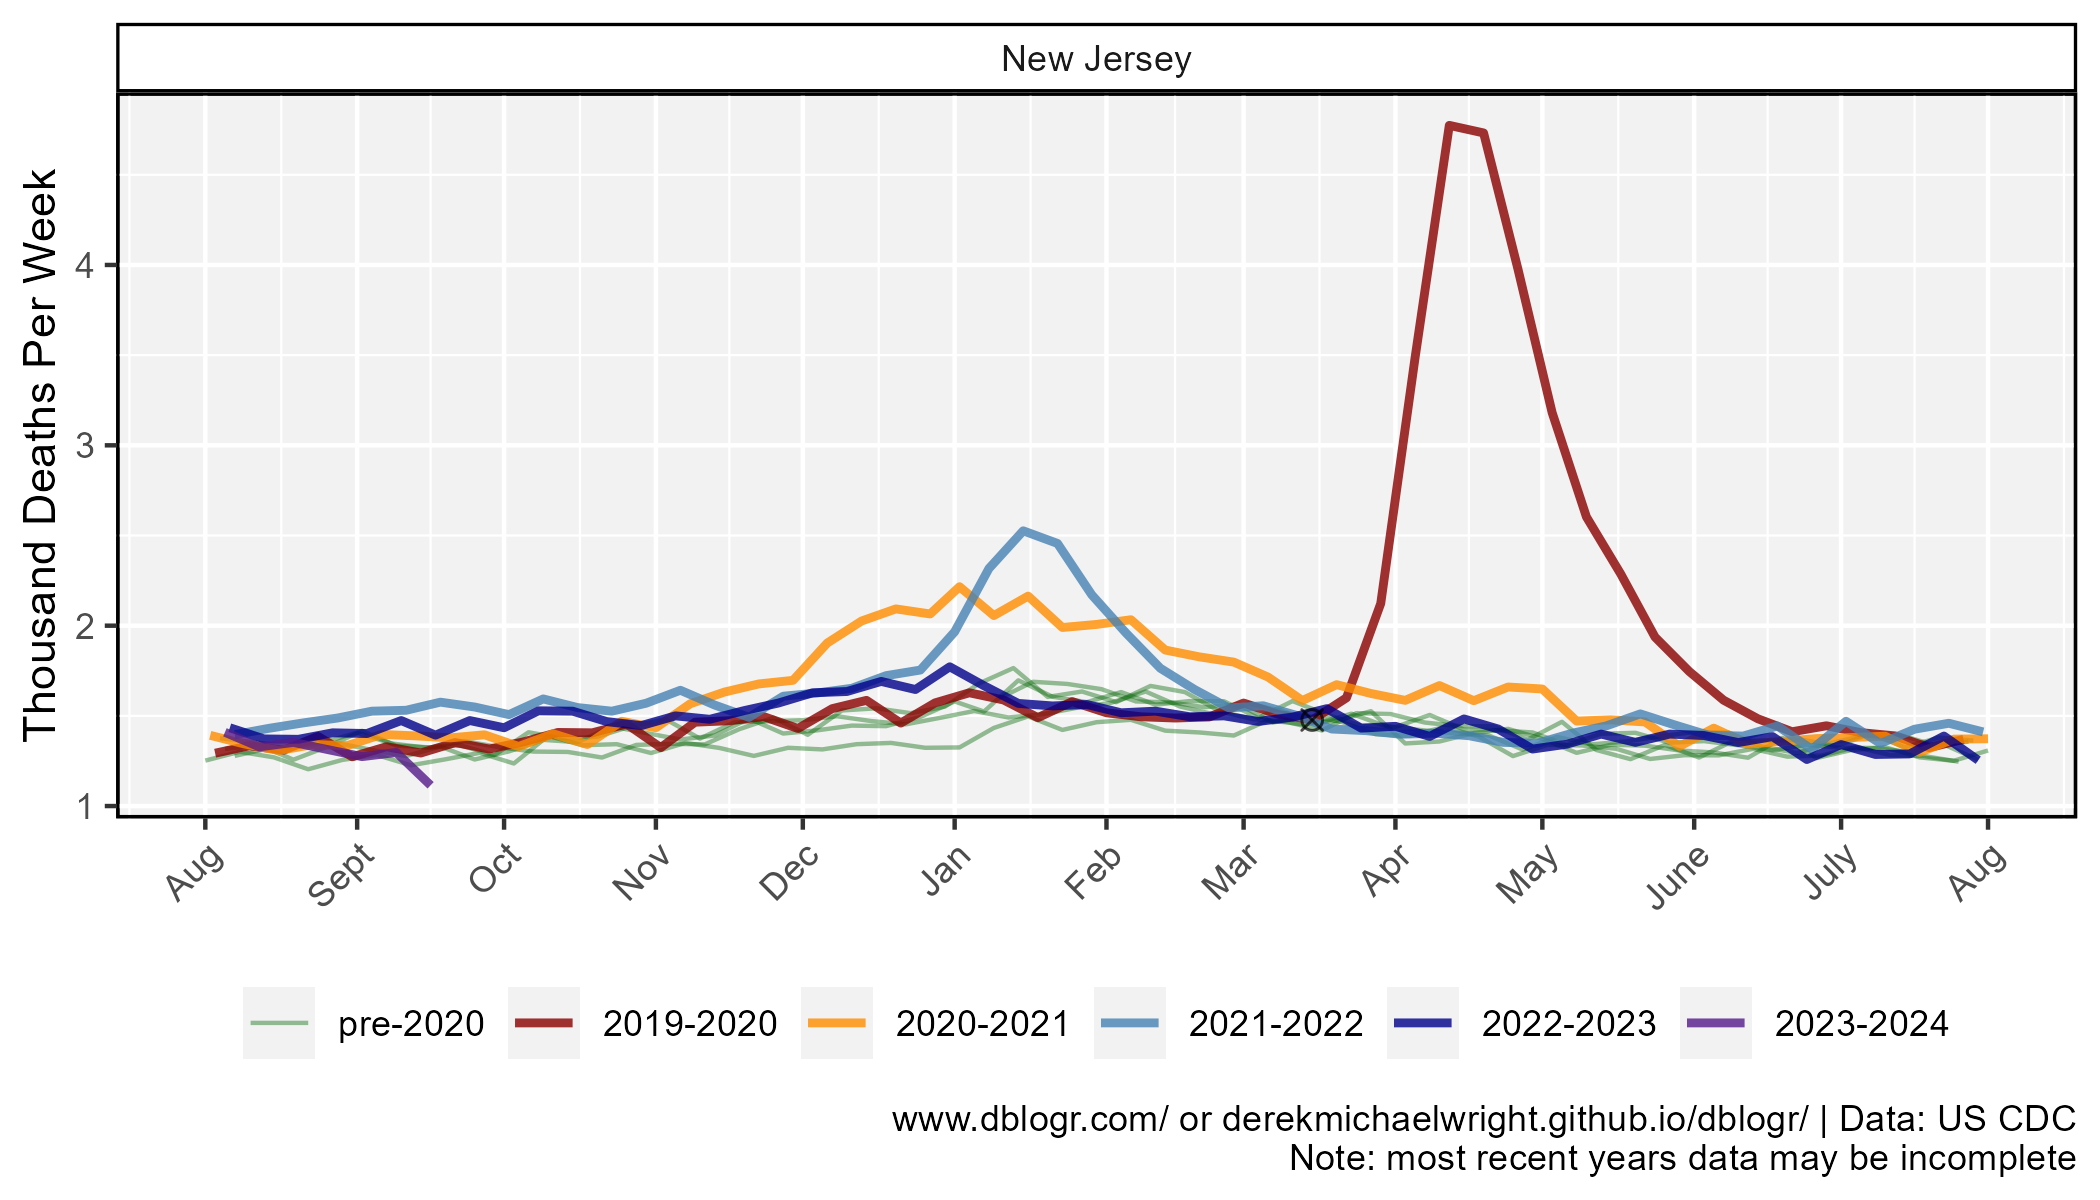 New Jersey
Thousand Deaths Per Week
4
3
2
1
Aug Sept Oct Nov Dec Jan Feb Mar Apr May June July Aug
pre-2020 2019-2020 2020-2021 2021-2022 2022-2023 2023-2024
www.dblogr.com/ or derekmichaelwright.github.io/dblogr/ | Data: US CDC
Note: most recent years data may be incomplete